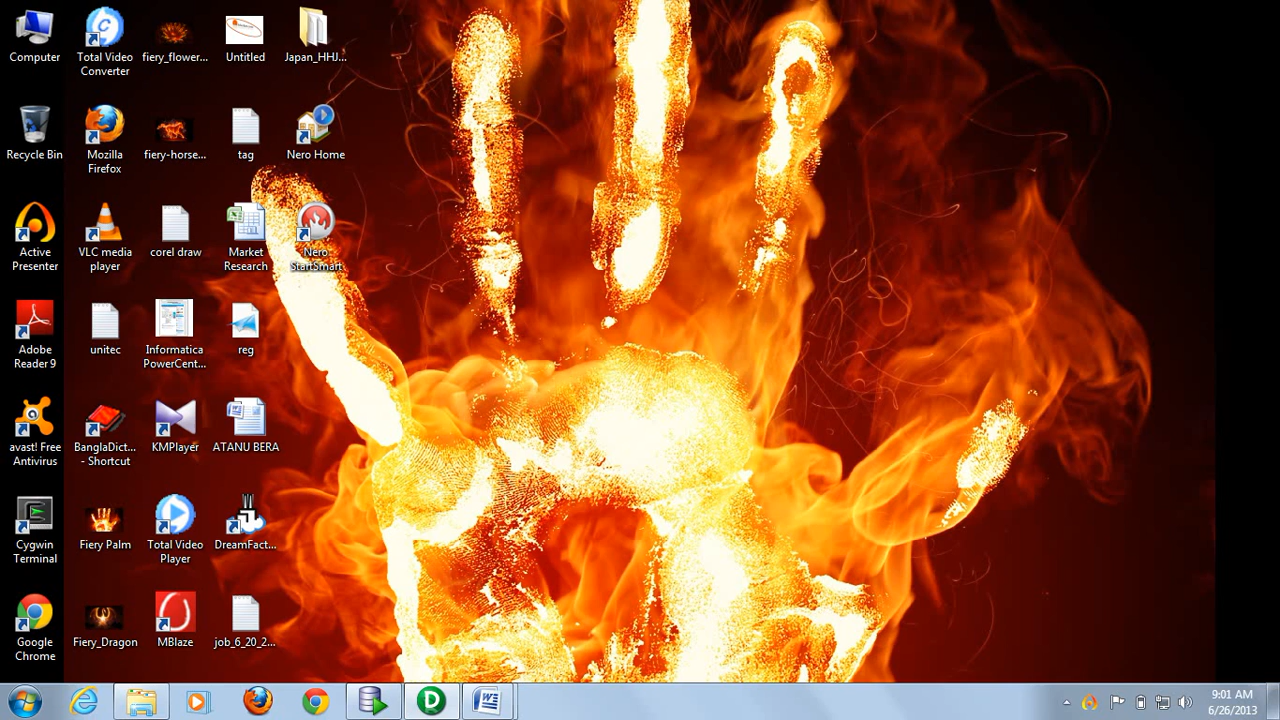 Computer
Total Video
Converter
fiery_flower...
Untitled
Japan_HHJ...
Recycle Bin
Mozilla
Firefox
fiery-horse...
tag
Nero Home
Active
Presenter
VLC media
player
corel draw
Market
Research
Nero
StartSmart
Adobe
Reader 9
unitec
Informatica
PowerCent...
reg
avast! Free
Antivirus
BanglaDict...
- Shortcut
KMPlayer
ATANU BERA
Cygwin
Terminal
Fiery Palm
Total Video
Player
DreamFact...
Google
Chrome
Fiery_Dragon
MBlaze
job_6_20_2...
9:01 AM
6/26/2013